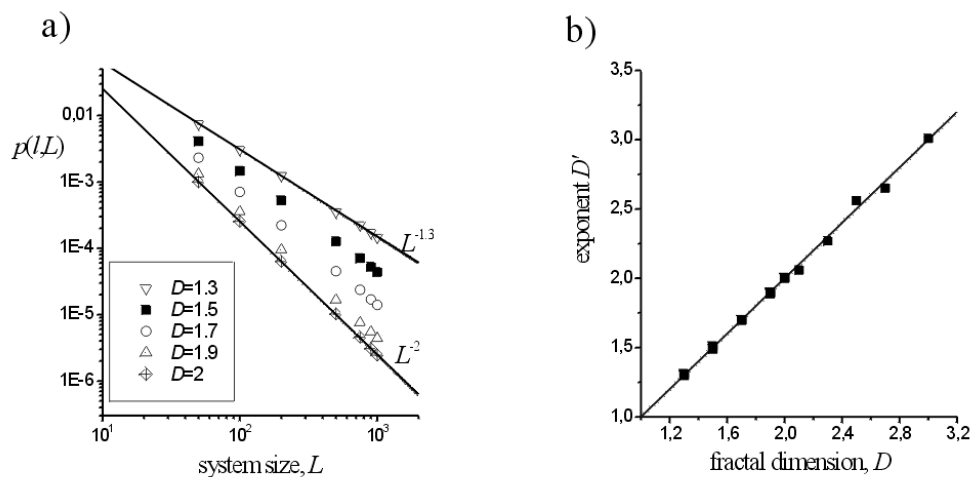 a)
p(l,L)
0,01
1E-3
1E-4
1E-5
1E-6
10^1
10^2
10^3
system size, L
L^-1.3
L^-2
D=1.3
D=1.5
D=1.7
D=1.9
D=2
b)
exponent D'
3,5
3,0
2,5
2,0
1,5
1,0
1,2
1,6
2,0
2,4
2,8
3,2
fractal dimension, D